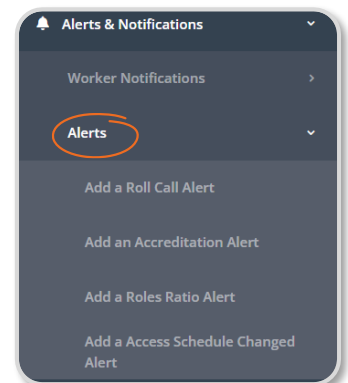 Alerts & Notifications
Worker Notifications
Alerts
Add a Roll Call Alert
Add an Accreditation Alert
Add a Roles Ratio Alert
Add a Access Schedule Changed
Alert